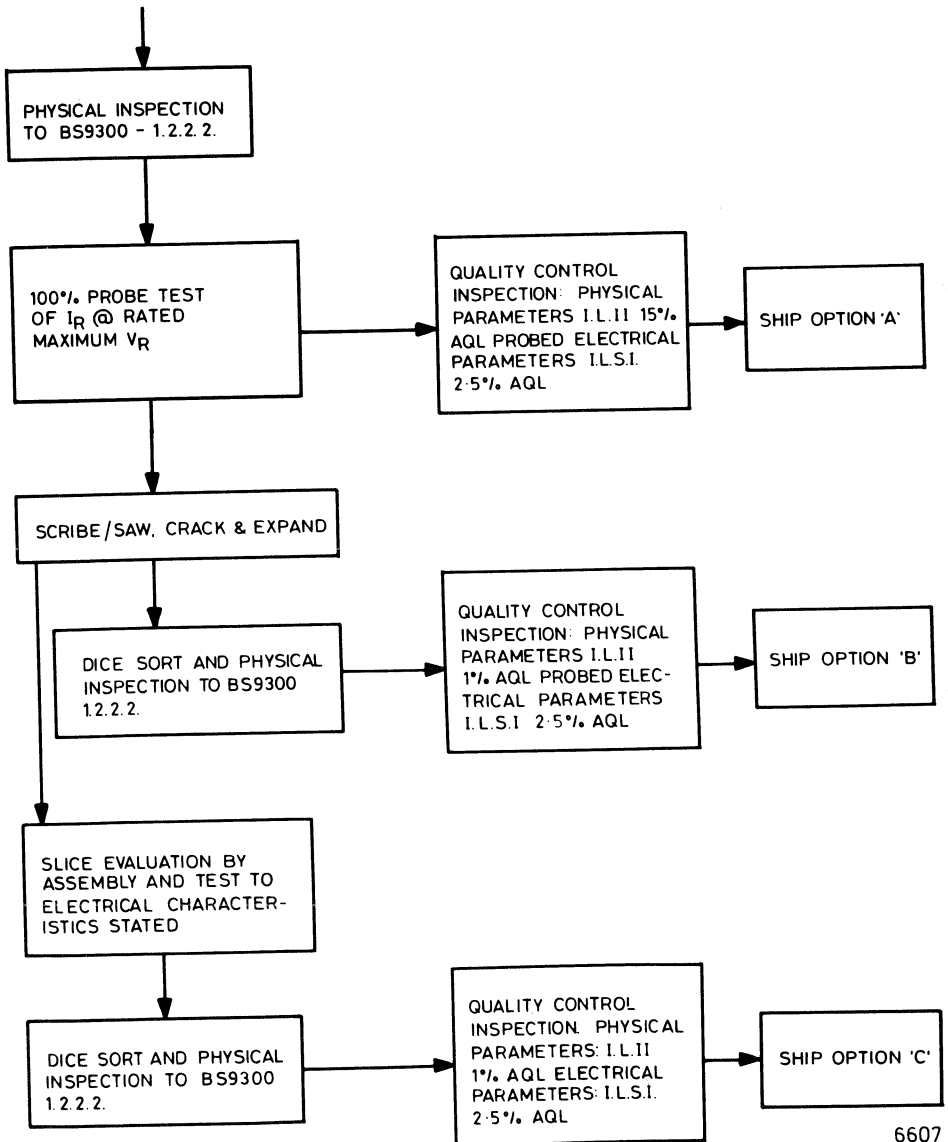 PHYSICAL INSPECTION
TO BS9300 - 1.2.2.2.
100% PROBE TEST
OF IR @ RATED
MAXIMUM VR
QUALITY CONTROL
INSPECTION: PHYSICAL
PARAMETERS I.L.II 15%
AQL PROBED ELECTRICAL
PARAMETERS I.L.S.I.
2·5% AQL
SHIP OPTION 'A'
SCRIBE/SAW, CRACK & EXPAND
DICE SORT AND PHYSICAL
INSPECTION TO BS9300
1.2.2.2.
QUALITY CONTROL
INSPECTION: PHYSICAL
PARAMETERS I.L.II
1% AQL PROBED ELEC-
TRICAL PARAMETERS
I.L.S.I 2·5% AQL
SHIP OPTION 'B'
SLICE EVALUATION BY
ASSEMBLY AND TEST TO
ELECTRICAL CHARACTER-
ISTICS STATED
DICE SORT AND PHYSICAL
INSPECTION TO BS9300
1.2.2.2.
QUALITY CONTROL
INSPECTION. PHYSICAL
PARAMETERS: I.L.II
1% AQL ELECTRICAL
PARAMETERS: I.L.S.I.
2·5% AQL
SHIP OPTION 'C'
6607